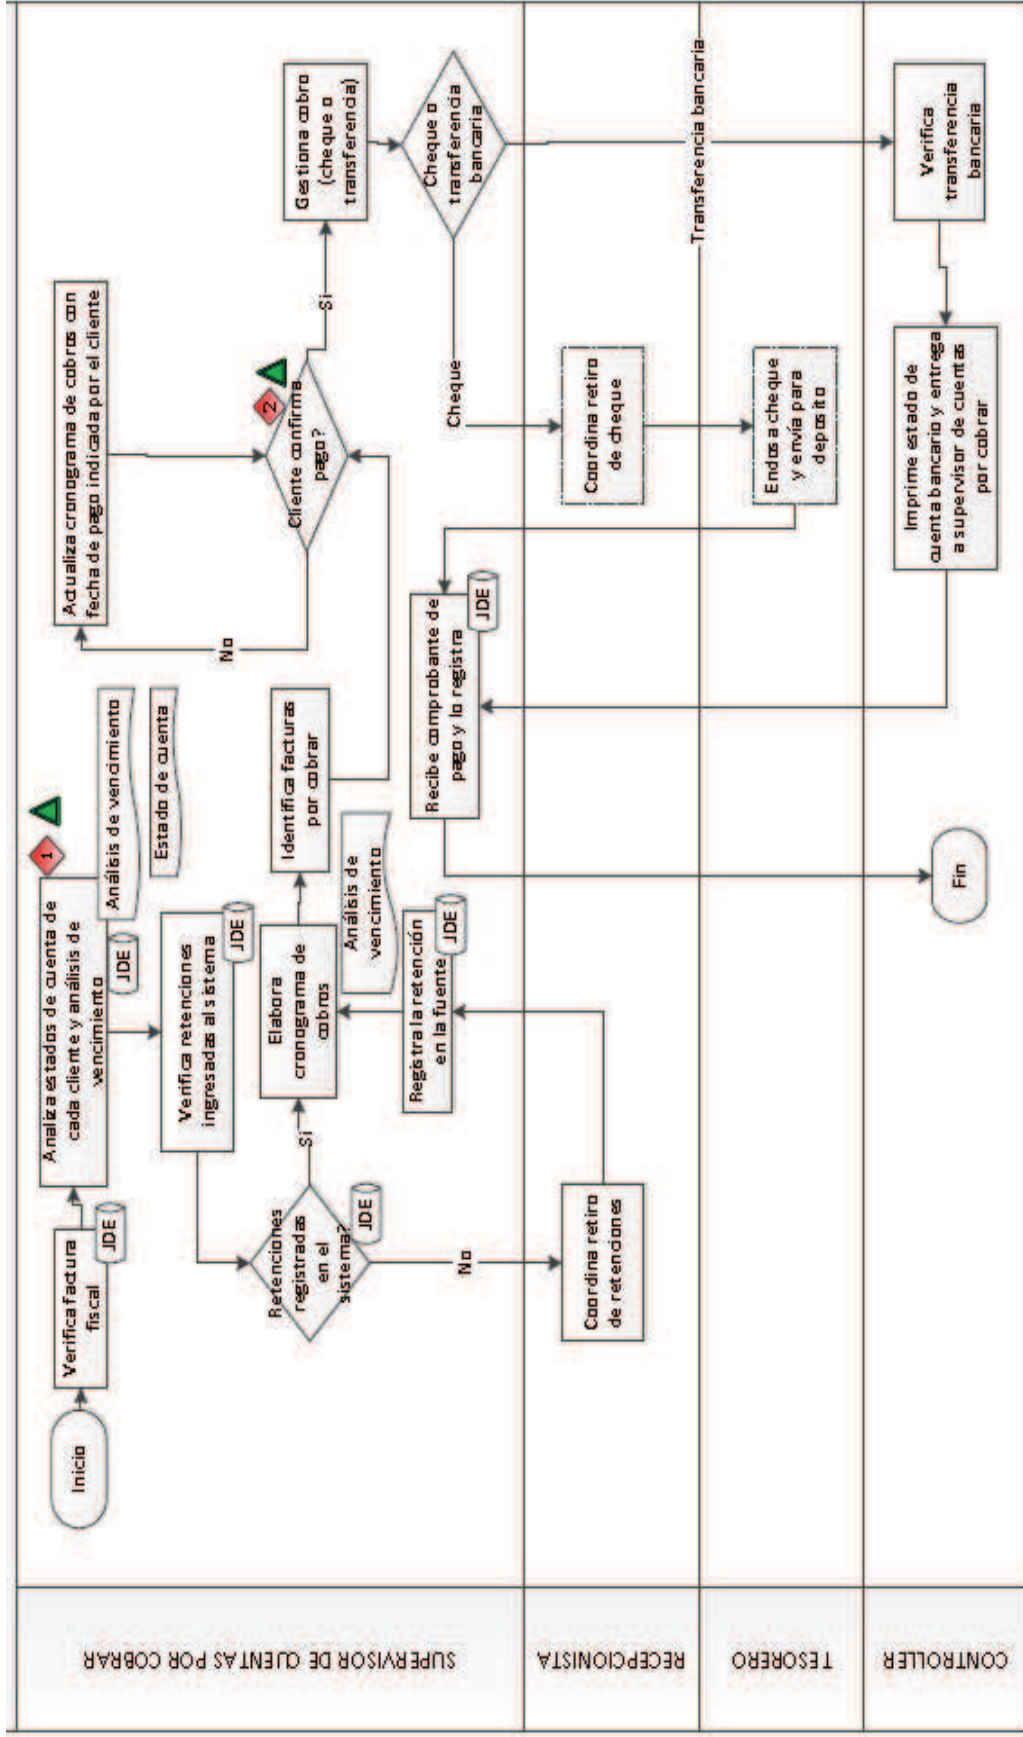 Inicio
Verifica factura
fiscal
JDE
Analiza estados de cuenta de
cada cliente y análisis de
vencimiento
1
JDE
Análisis de vencimiento
Estado de cuenta
Verifica retenciones
ingresadas al sistema
JDE
Retenciones
registradas
en el
sistema?
JDE
Si
No
Elabora
cronograma de
cobros
Análisis de
vencimiento
Registra la retención
en la fuente
JDE
Coordina retiro
de retenciones
Identifica facturas
por cobrar
Cliente confirma
pago?
2
No
Actualiza cronograma de cobros con
fecha de pago indicada por el cliente
Si
Gestiona cobro
(cheque o
transferencia)
Cheque o
transferencia
bancaria
Cheque
Transferencia bancaria
Coordina retiro
de cheque
Endosa cheque
y envía para
deposito
Verifica
transferencia
bancaria
Imprime estado de
cuenta bancario y entrega
a supervisor de cuentas
por cobrar
Recibe comprobante de
pago y lo registra
JDE
Fin
SUPERVISOR DE CUENTAS POR COBRAR
RECEPCIONISTA
TESORERO
CONTROLLER